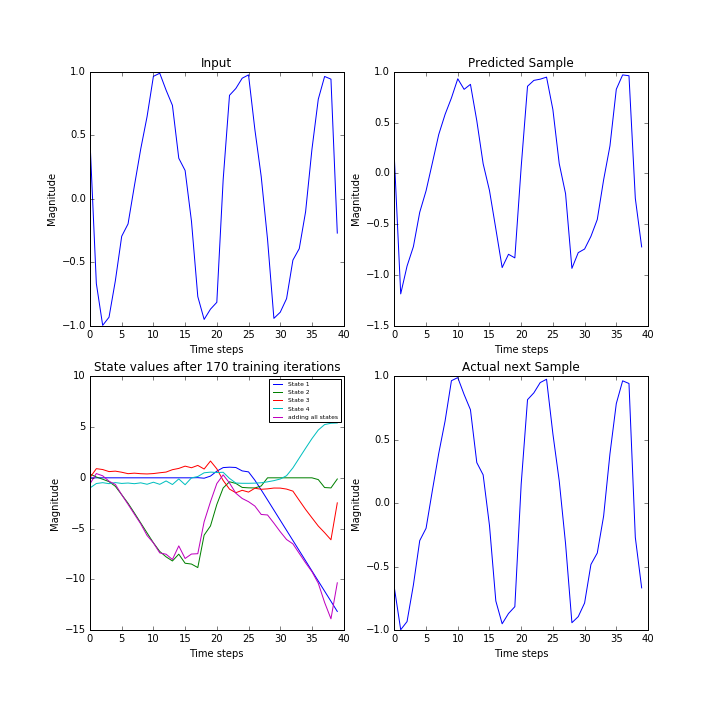 Input
1.0
0.5
0.0
−0.5
−1.0
Magnitude
0 5 10 15 20 25 30 35 40
Time steps
Predicted Sample
1.0
0.5
0.0
−0.5
−1.0
−1.5
Magnitude
0 5 10 15 20 25 30 35 40
Time steps
State values after 170 training iterations
10
5
0
−5
−10
−15
Magnitude
State 1
State 2
State 3
State 4
adding all states
0 5 10 15 20 25 30 35 40
Time steps
Actual next Sample
1.0
0.5
0.0
−0.5
−1.0
Magnitude
0 5 10 15 20 25 30 35 40
Time steps